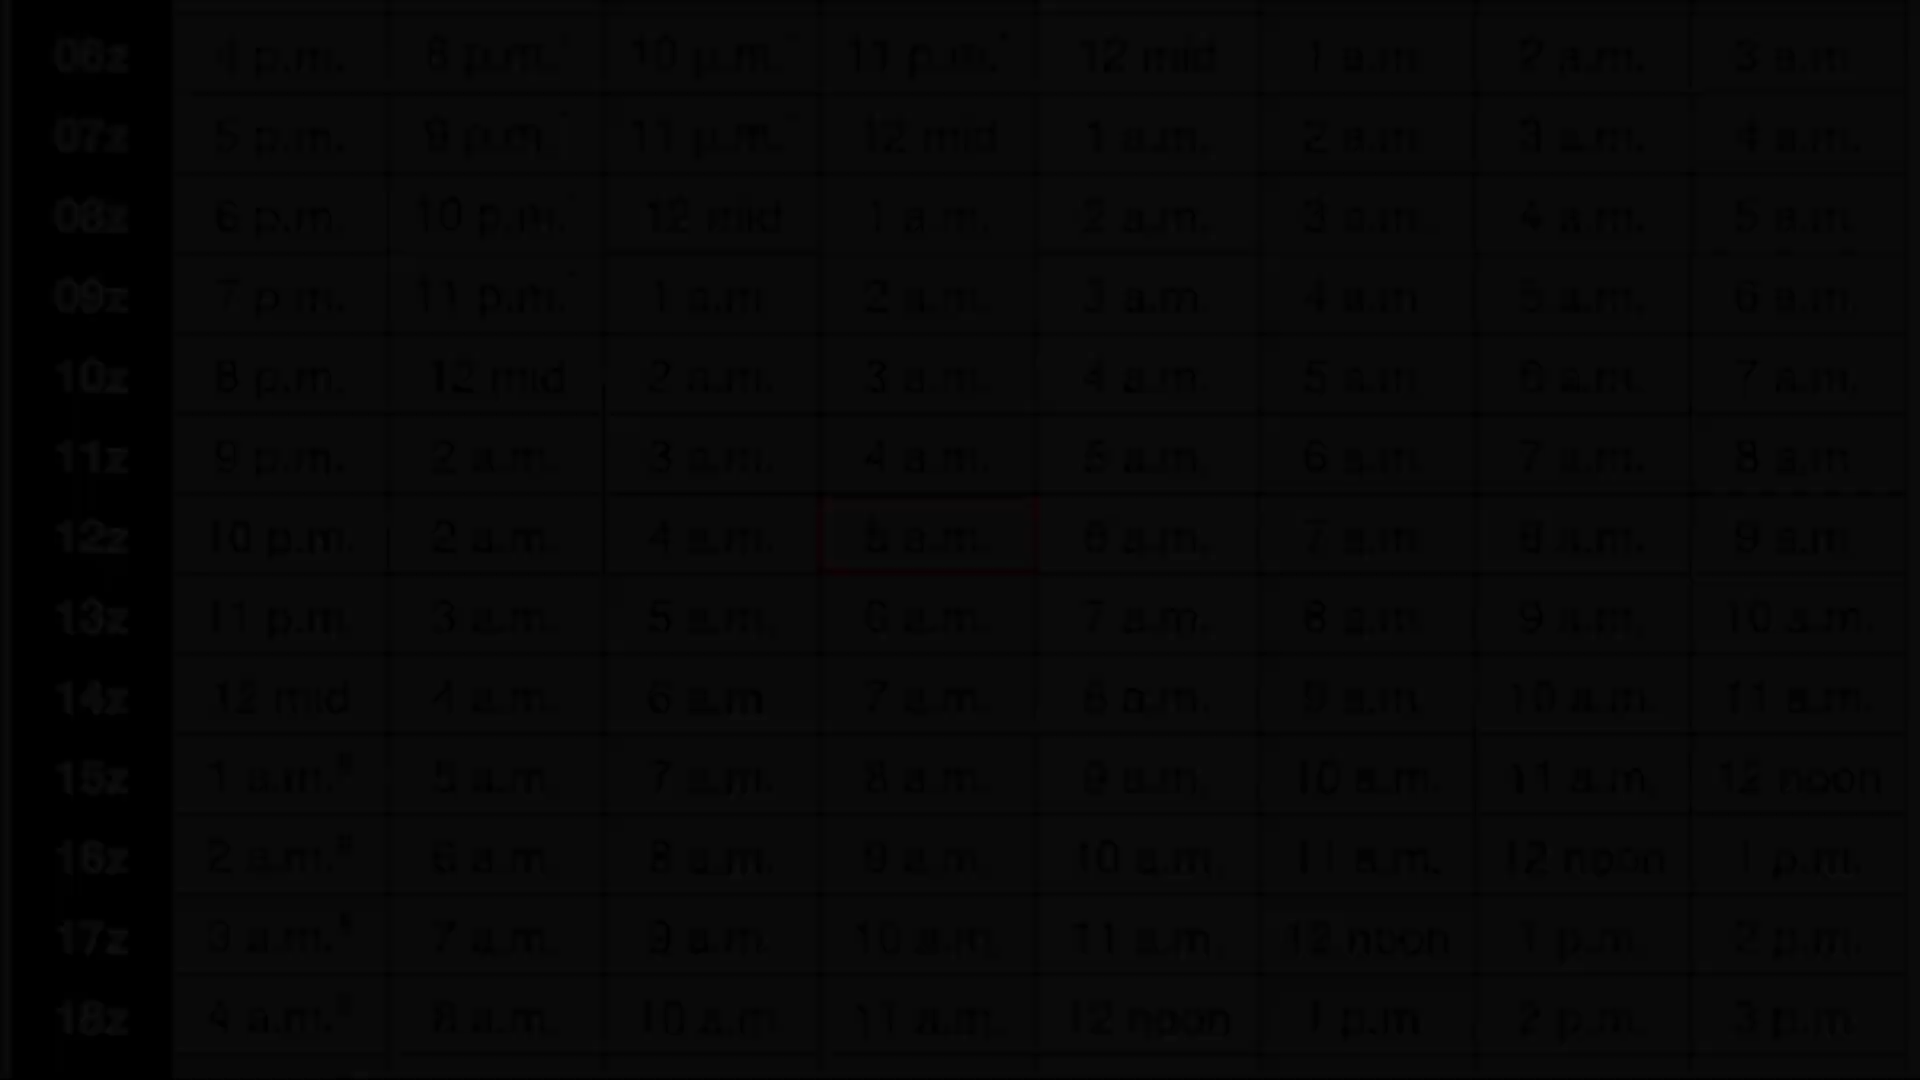 06z 4 p.m. 8 p.m.* 10 p.m.* 11 p.m.* 12 mid 1 a.m. 2 a.m. 3 a.m.
07z 5 p.m. 9 p.m.* 11 p.m.* 12 mid 1 a.m. 2 a.m. 3 a.m. 4 a.m.
08z 6 p.m. 10 p.m.* 12 mid 1 a.m. 2 a.m. 3 a.m. 4 a.m. 5 a.m.
09z 7 p.m. 11 p.m.* 1 a.m. 2 a.m. 3 a.m. 4 a.m. 5 a.m. 6 a.m.
10z 8 p.m. 12 mid 2 a.m. 3 a.m. 4 a.m. 5 a.m. 6 a.m. 7 a.m.
11z 9 p.m. 2 a.m. 3 a.m. 4 a.m. 5 a.m. 6 a.m. 7 a.m. 8 a.m.
12z 10 p.m. 2 a.m. 4 a.m. 5 a.m. 6 a.m. 7 a.m. 8 a.m. 9 a.m.
13z 11 p.m. 3 a.m. 5 a.m. 6 a.m. 7 a.m. 8 a.m. 9 a.m. 10 a.m.
14z 12 mid 4 a.m. 6 a.m. 7 a.m. 8 a.m. 9 a.m. 10 a.m. 11 a.m.
15z 1 a.m.* 5 a.m. 7 a.m. 8 a.m. 9 a.m. 10 a.m. 11 a.m. 12 noon
16z 2 a.m.* 6 a.m. 8 a.m. 9 a.m. 10 a.m. 11 a.m. 12 noon 1 p.m.
17z 3 a.m.* 7 a.m. 9 a.m. 10 a.m. 11 a.m. 12 noon 1 p.m. 2 p.m.
18z 4 a.m.* 8 a.m. 10 a.m. 11 a.m. 12 noon 1 p.m. 2 p.m. 3 p.m.